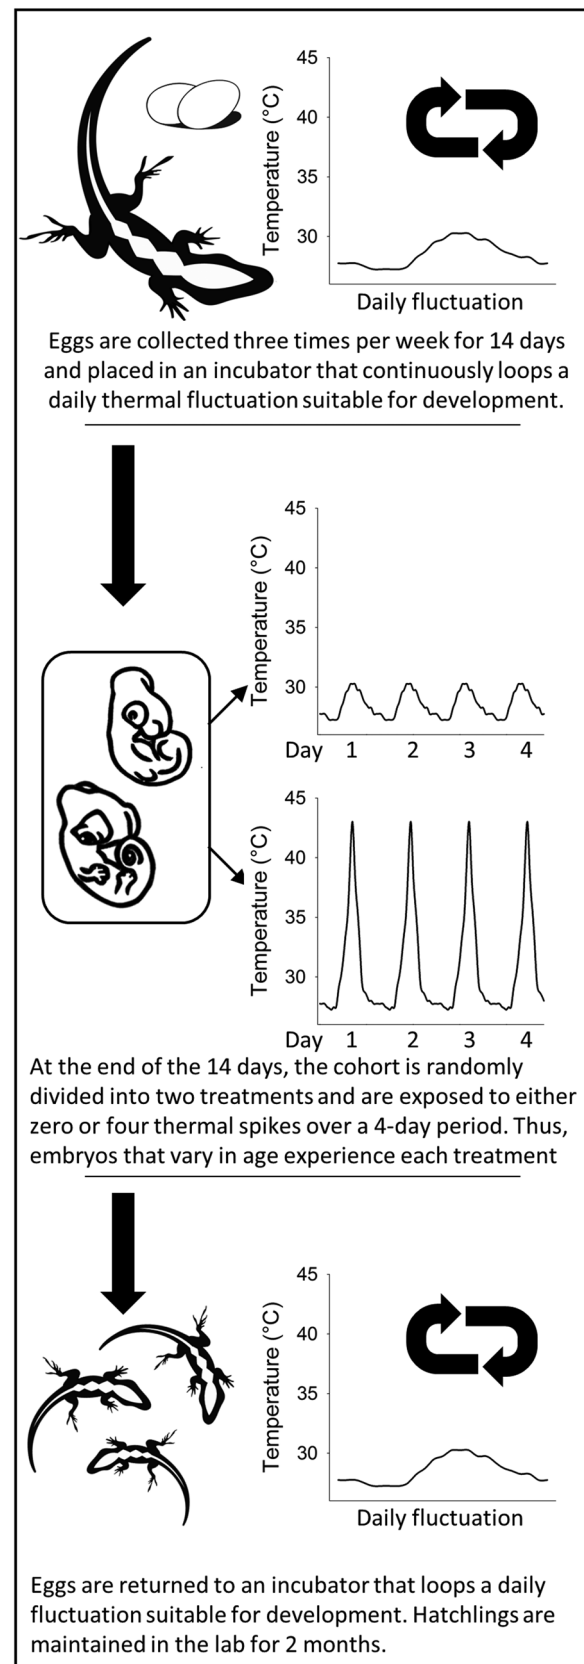 45
40
35
30
Temperature (°C)
Daily fluctuation
Eggs are collected three times per week for 14 days
and placed in an incubator that continuously loops a
daily thermal fluctuation suitable for development.
45
40
35
30
Temperature (°C)
Day 1 2 3 4
45
40
35
30
Temperature (°C)
Day 1 2 3 4
At the end of the 14 days, the cohort is randomly
divided into two treatments and are exposed to either
zero or four thermal spikes over a 4-day period. Thus,
embryos that vary in age experience each treatment
45
40
35
30
Temperature (°C)
Daily fluctuation
Eggs are returned to an incubator that loops a daily
fluctuation suitable for development. Hatchlings are
maintained in the lab for 2 months.